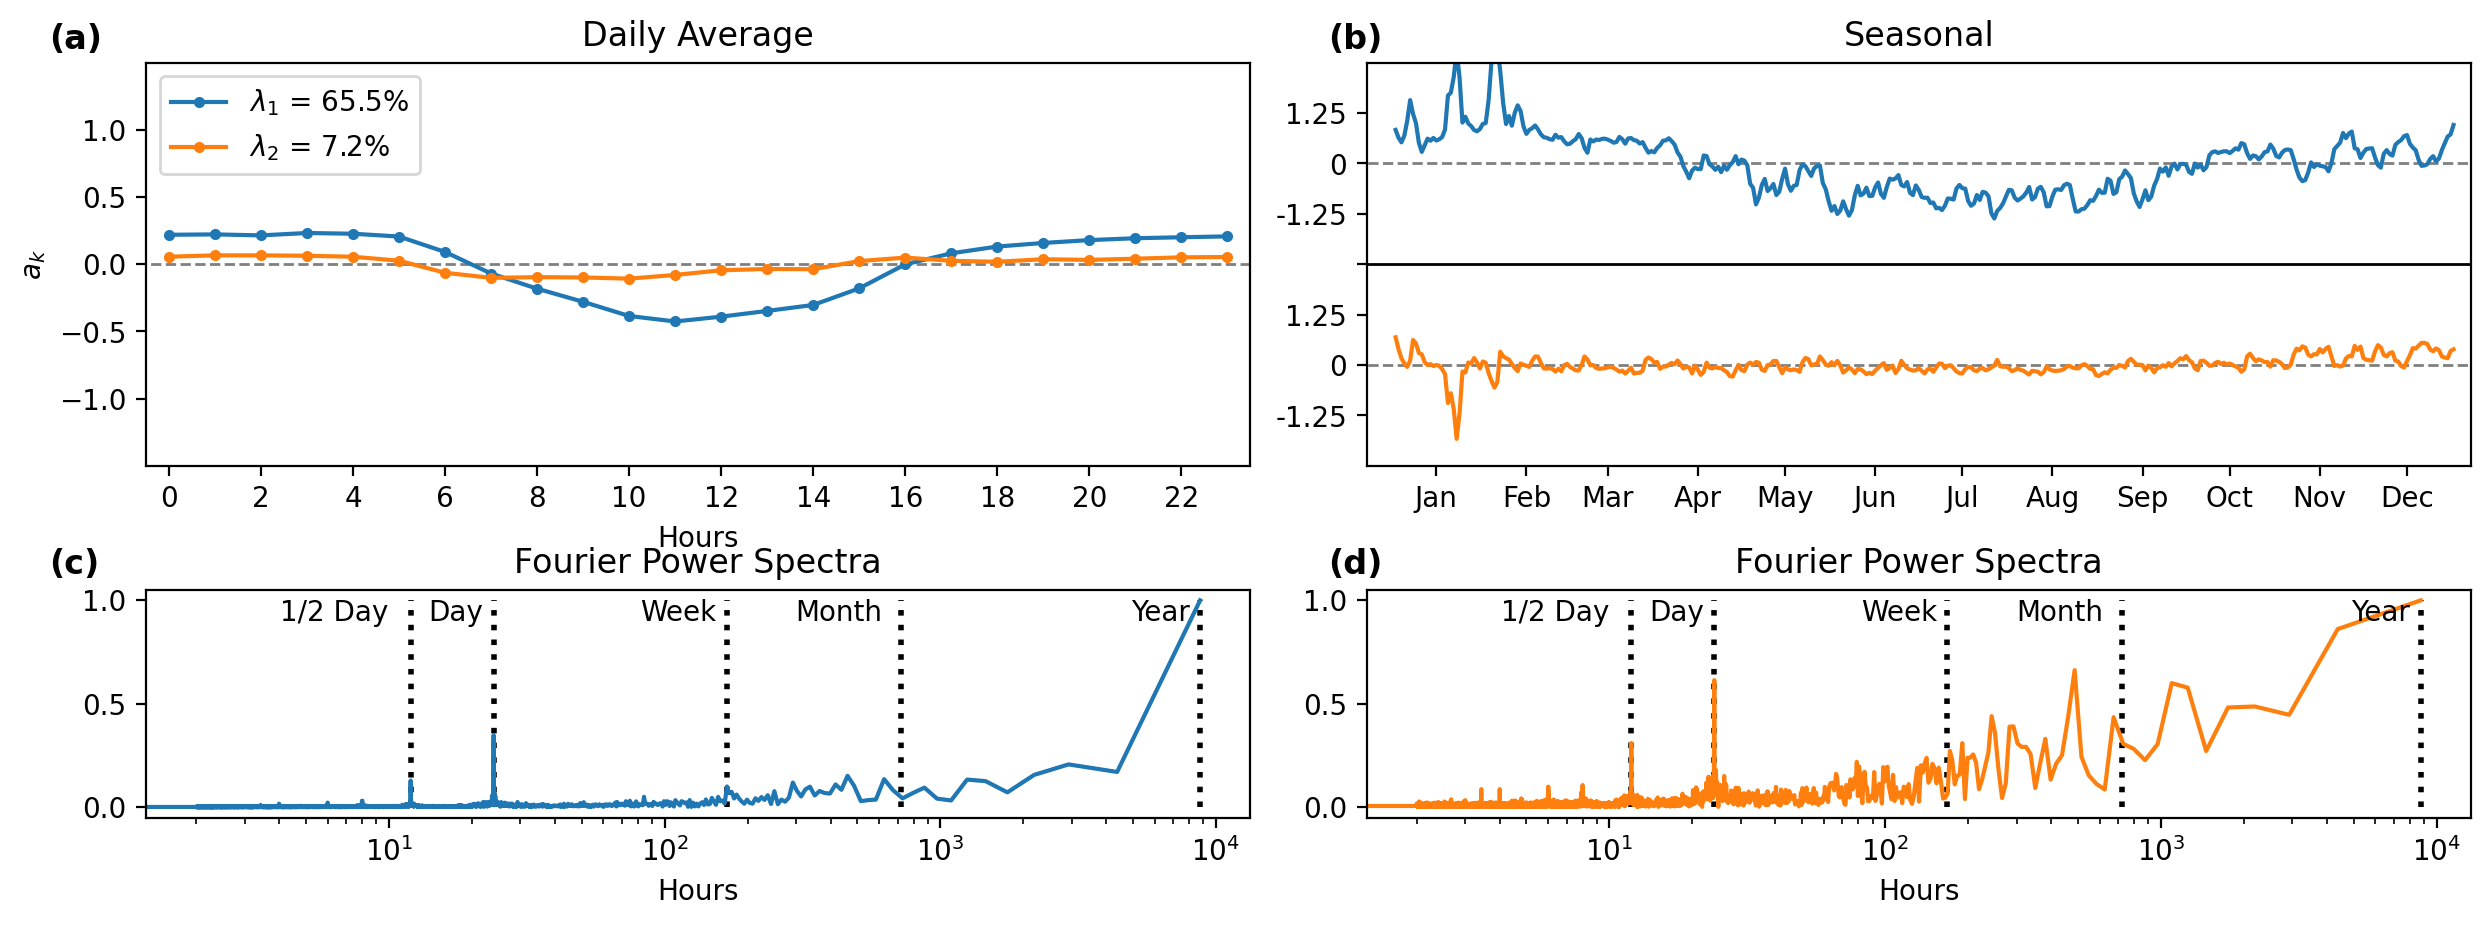 (a) Daily Average
λ1 = 65.5%
λ2 = 7.2%
1.0
0.5
0.0
−0.5
−1.0
ak
0 2 4 6 8 10 12 14 16 18 20 22
Hours
(b) Seasonal
1.25
0
-1.25
1.25
0
-1.25
Jan Feb Mar Apr May Jun Jul Aug Sep Oct Nov Dec
(c) Fourier Power Spectra
1/2 Day Day Week Month Year
1.0
0.5
0.0
10^1 10^2 10^3 10^4
Hours
(d) Fourier Power Spectra
1/2 Day Day Week Month Year
1.0
0.5
0.0
10^1 10^2 10^3 10^4
Hours